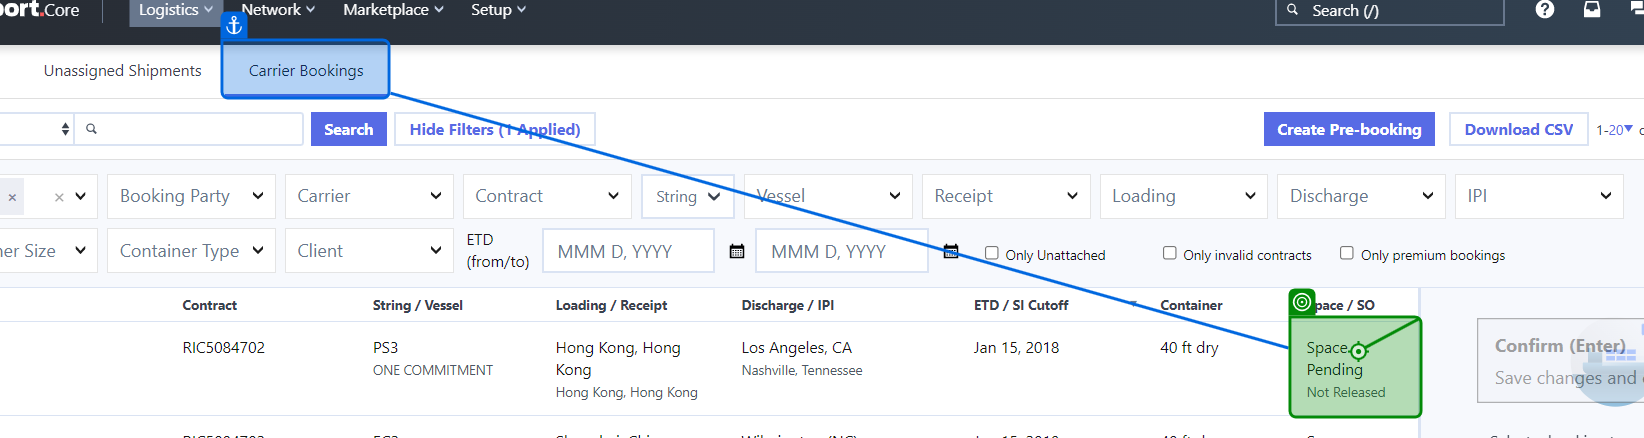 port.Core
Logistics
Network
Marketplace
Setup
Search (/)
Unassigned Shipments
Carrier Bookings
Search
Hide Filters (1 Applied)
Create Pre-booking
Download CSV
1-20
Booking Party
Carrier
Contract
String
Vessel
Receipt
Loading
Discharge
IPI
er Size
Container Type
Client
ETD
(from/to)
MMM D, YYYY
MMM D, YYYY
Only Unattached
Only invalid contracts
Only premium bookings
Contract
String / Vessel
Loading / Receipt
Discharge / IPI
ETD / SI Cutoff
Container
Space / SO
RIC5084702
PS3
ONE COMMITMENT
Hong Kong, Hong
Kong
Hong Kong, Hong Kong
Los Angeles, CA
Nashville, Tennessee
Jan 15, 2018
40 ft dry
Space
Pending
Not Released
Confirm (Enter)
Save changes and